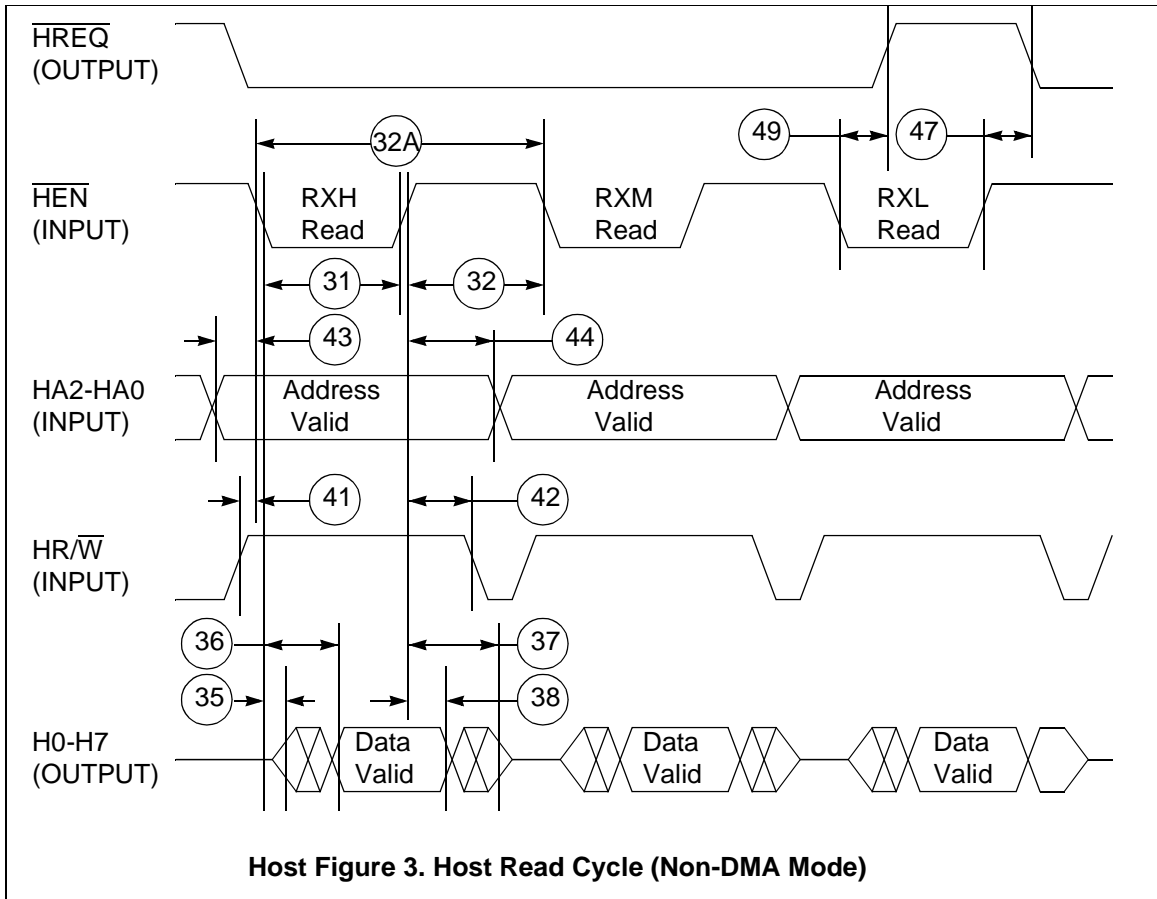 HREQ
(OUTPUT)
32A
49
47
HEN
(INPUT)
RXH
Read
RXM
Read
RXL
Read
31
32
43
44
HA2-HA0
(INPUT)
Address
Valid
Address
Valid
Address
Valid
41
42
HR/W
(INPUT)
36
37
35
38
H0-H7
(OUTPUT)
Data
Valid
Data
Valid
Data
Valid
Host Figure 3. Host Read Cycle (Non-DMA Mode)